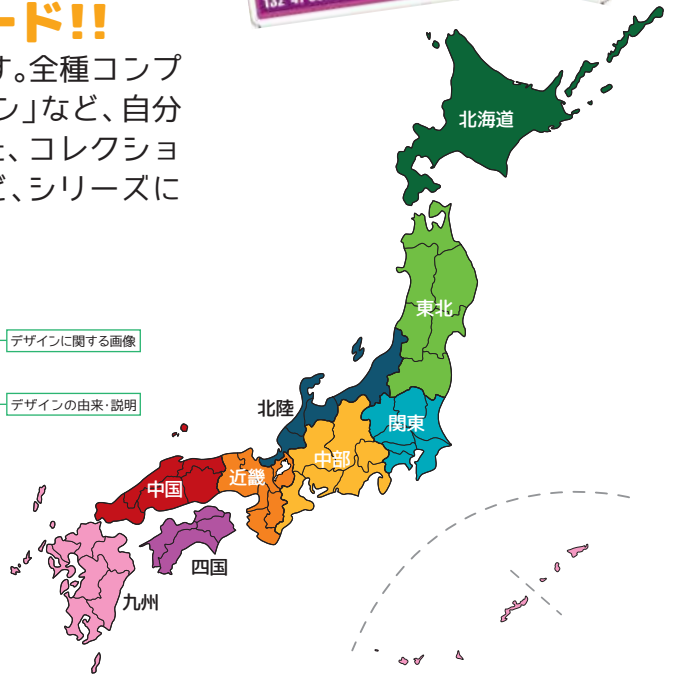 ード!!
す。全種コンプ
ン」など、自分
コレクショ
シリーズに
デザインに関する画像
デザインの由来・説明
北海道
東北
北陸
関東
中部
近畿
中国
四国
九州